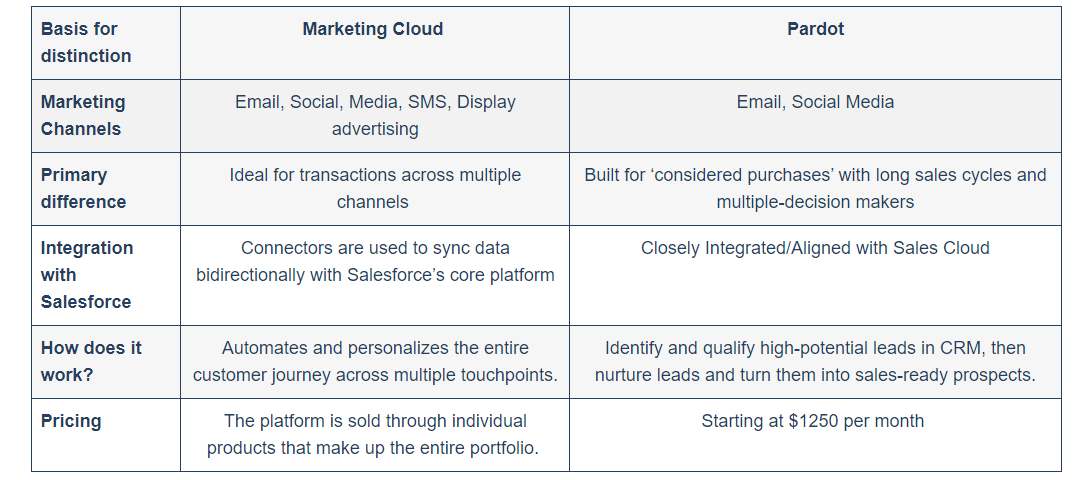 Basis for
distinction
Marketing Cloud
Pardot
Marketing
Channels
Email, Social, Media, SMS, Display
advertising
Email, Social Media
Primary
difference
Ideal for transactions across multiple
channels
Built for ‘considered purchases’ with long sales cycles and
multiple-decision makers
Integration
with
Salesforce
Connectors are used to sync data
bidirectionally with Salesforce’s core platform
Closely Integrated/Aligned with Sales Cloud
How does it
work?
Automates and personalizes the entire
customer journey across multiple touchpoints.
Identify and qualify high-potential leads in CRM, then
nurture leads and turn them into sales-ready prospects.
Pricing
The platform is sold through individual
products that make up the entire portfolio.
Starting at $1250 per month